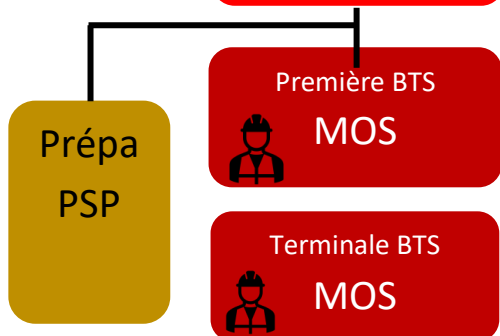 Première BTS
MOS
Prépa
PSP
Terminale BTS
MOS